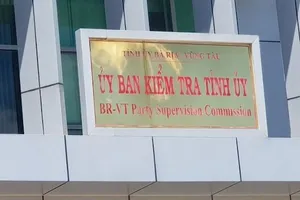 TỈNH ỦY BÀ RỊA - VŨNG TÀU
ỦY BAN KIỂM TRA TỈNH ỦY
BR-VT Party Supervision Commission